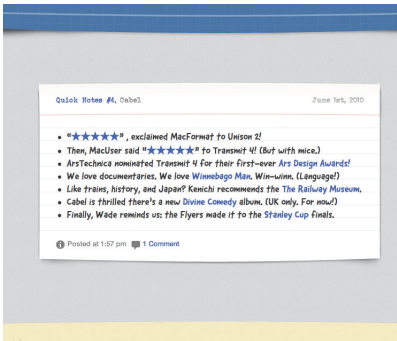 Quick Notes #4, Cabel
June 1st, 2010
• "★★★★★" , exclaimed MacFormat to Unison 2!
• Then, MacUser said "★★★★★" to Transmit 4! (But with mice.)
• ArsTechnica nominated Transmit 4 for their first-ever Ars Design Awards!
• We love documentaries. We love Winnebago Man. Win-winn. (Language!)
• Like trains, history, and Japan? Kenichi recommends the The Railway Museum.
• Cabel is thrilled there's a new Divine Comedy album. (UK only. For now!)
• Finally, Wade reminds us: the Flyers made it to the Stanley Cup finals.
Posted at 1:57 pm 1 Comment